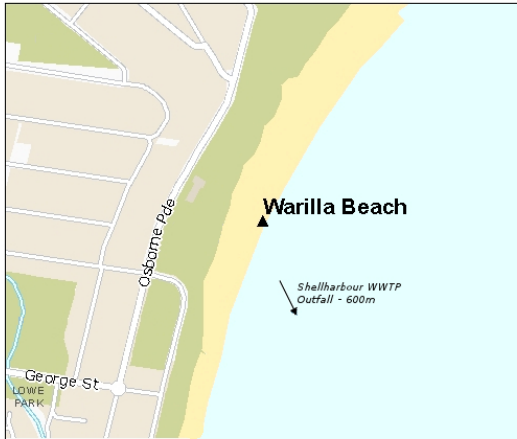 Warilla Beach
Osborne Pde
Shellharbour WWTP
Outfall - 600m
George St
LOWE
PARK